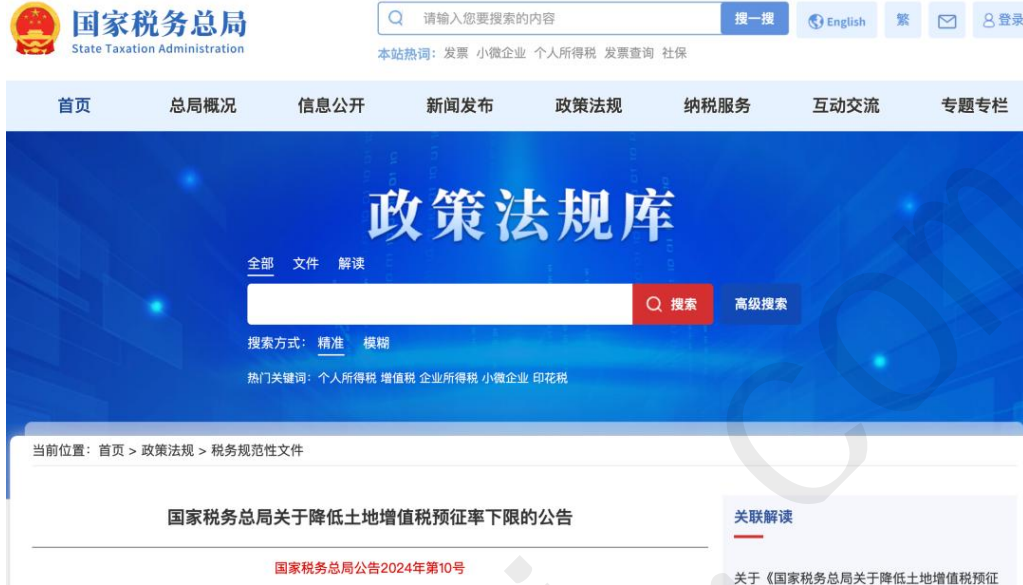 国家税务总局
State Taxation Administration
请输入您要搜索的内容
搜一搜
English
繁
登录
本站热词：发票 小微企业 个人所得税 发票查询 社保
首页 总局概况 信息公开 新闻发布 政策法规 纳税服务 互动交流 专题专栏
政策法规库
全部 文件 解读
搜索
高级搜索
搜索方式：精准 模糊
热门关键词：个人所得税 增值税 企业所得税 小微企业 印花税
当前位置：首页 > 政策法规 > 税务规范性文件
国家税务总局关于降低土地增值税预征率下限的公告
国家税务总局公告2024年第10号
关联解读
关于《国家税务总局关于降低土地增值税预征